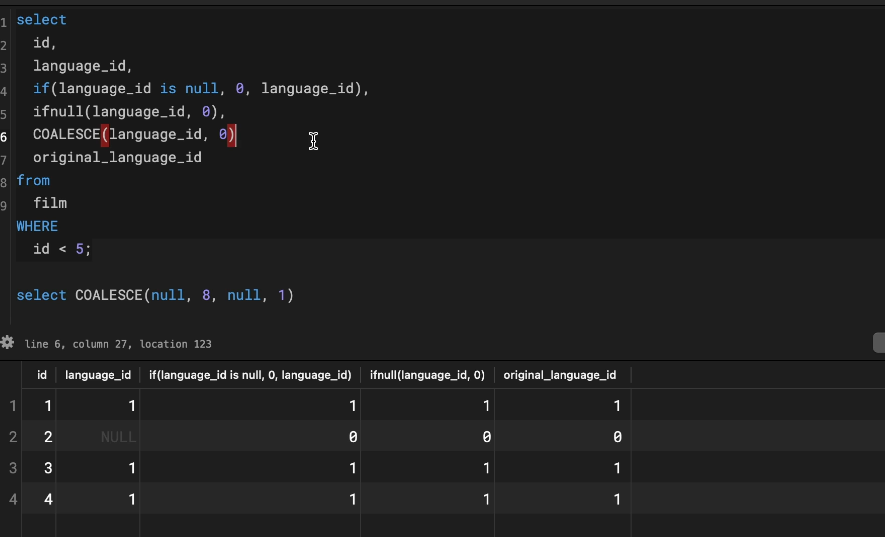 1 select
2 id,
3 language_id,
4 if(language_id is null, 0, language_id),
5 ifnull(language_id, 0),
6 COALESCE(language_id, 0)
7 original_language_id
8 from
9 film
WHERE
id < 5;
select COALESCE(null, 8, null, 1)
line 6, column 27, location 123
id language_id if(language_id is null, 0, language_id) ifnull(language_id, 0) original_language_id
1 1 1 1 1 1
2 2 NULL 0 0 0
3 3 1 1 1 1
4 4 1 1 1 1